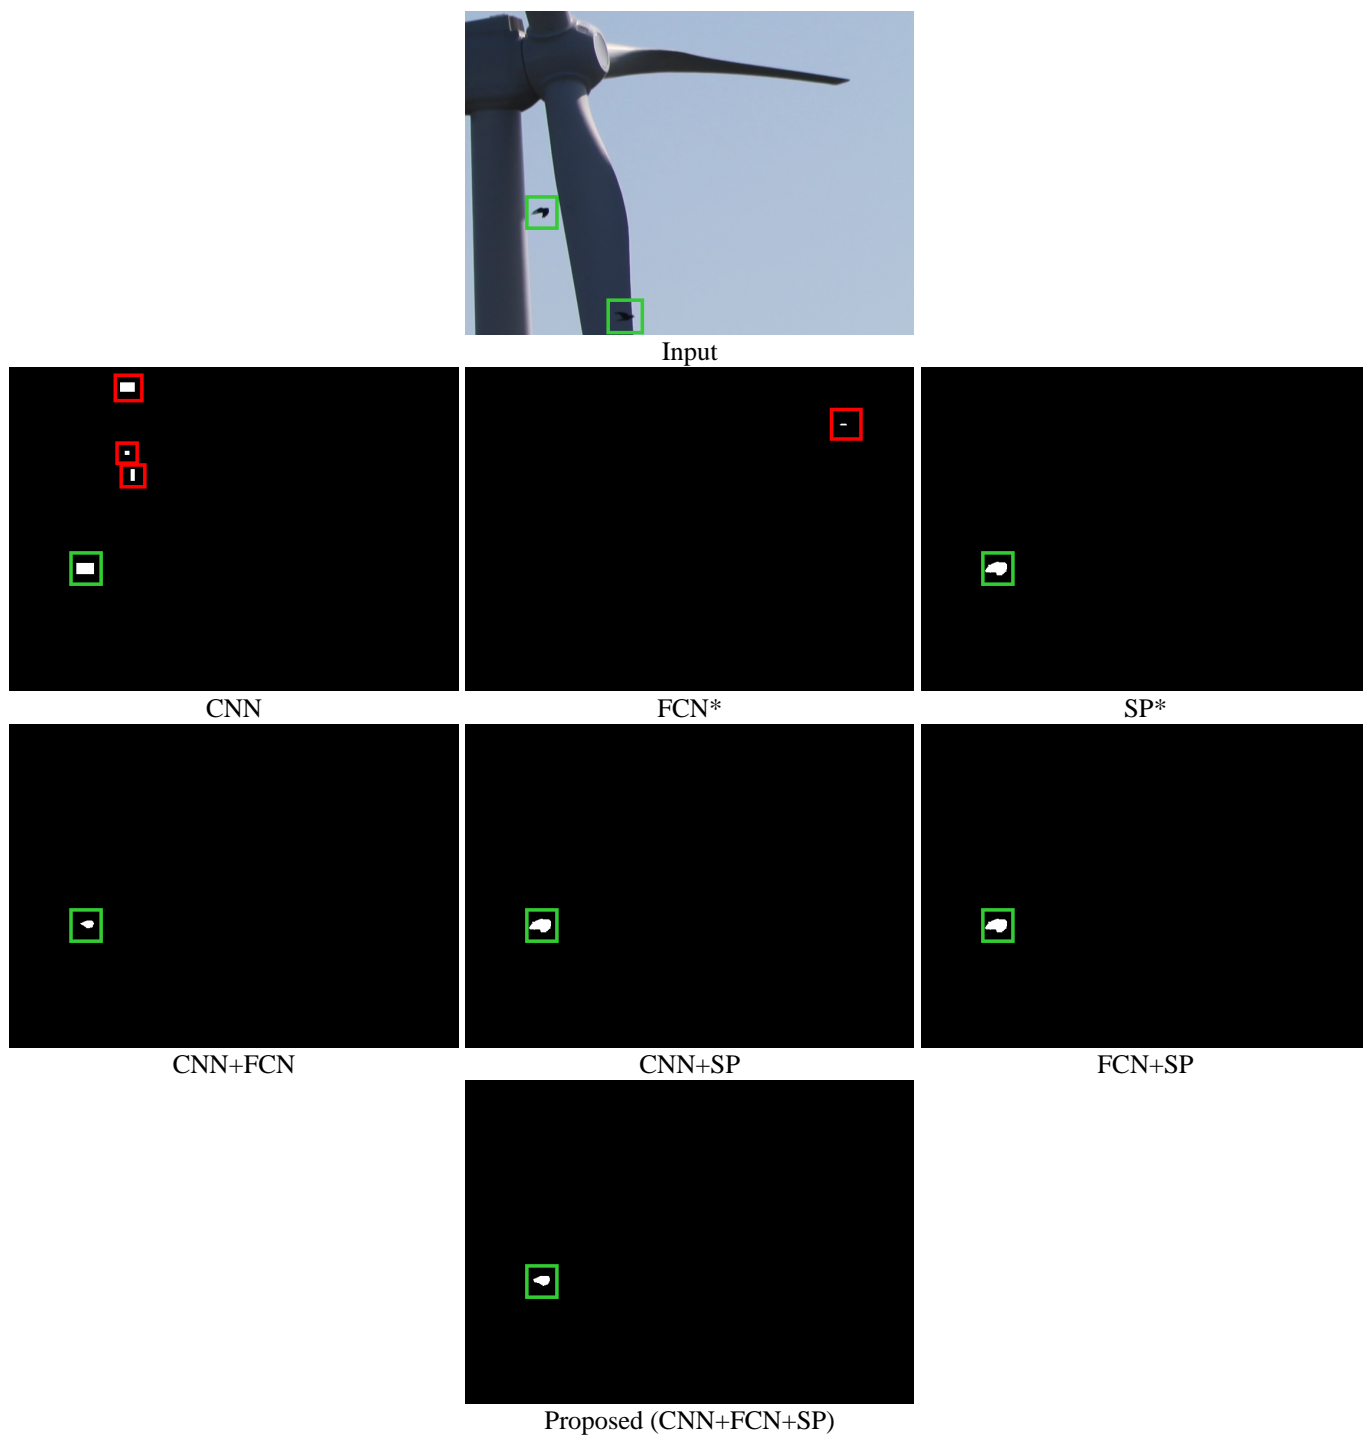 Input
CNN
FCN*
SP*
CNN+FCN
CNN+SP
FCN+SP
Proposed (CNN+FCN+SP)